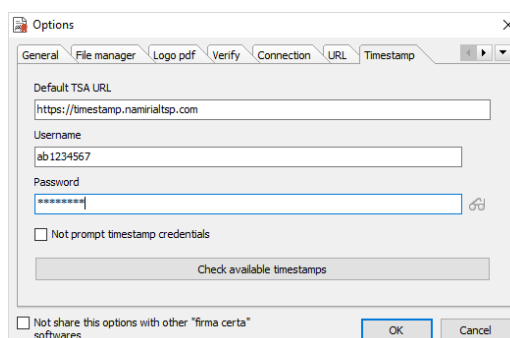 Options
General File manager Logo pdf Verify Connection URL Timestamp
Default TSA URL
https://timestamp.namirialtsp.com
Username
ab1234567
Password
********
Not prompt timestamp credentials
Check available timestamps
Not share this options with other "firma certa"
softwares
OK Cancel